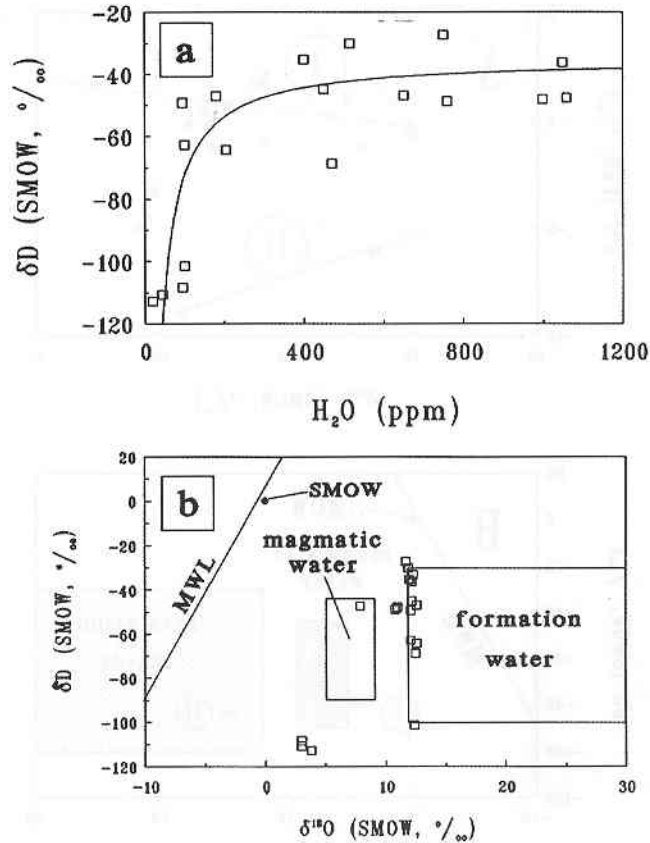 a
-20
-40
-60
-80
-100
-120
δD (SMOW, °/∞)
0 400 800 1200
H₂O (ppm)
b
20
0
-20
-40
-60
-80
-100
-120
δD (SMOW, °/∞)
MWL
SMOW
magmatic
water
formation
water
-10 0 10 20 30
δ¹⁸O (SMOW, °/∞)